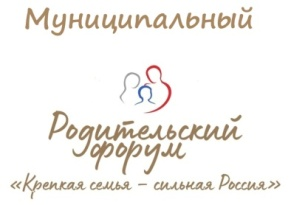 Муниципальный
Родительский
форум
«Крепкая семья – сильная Россия»